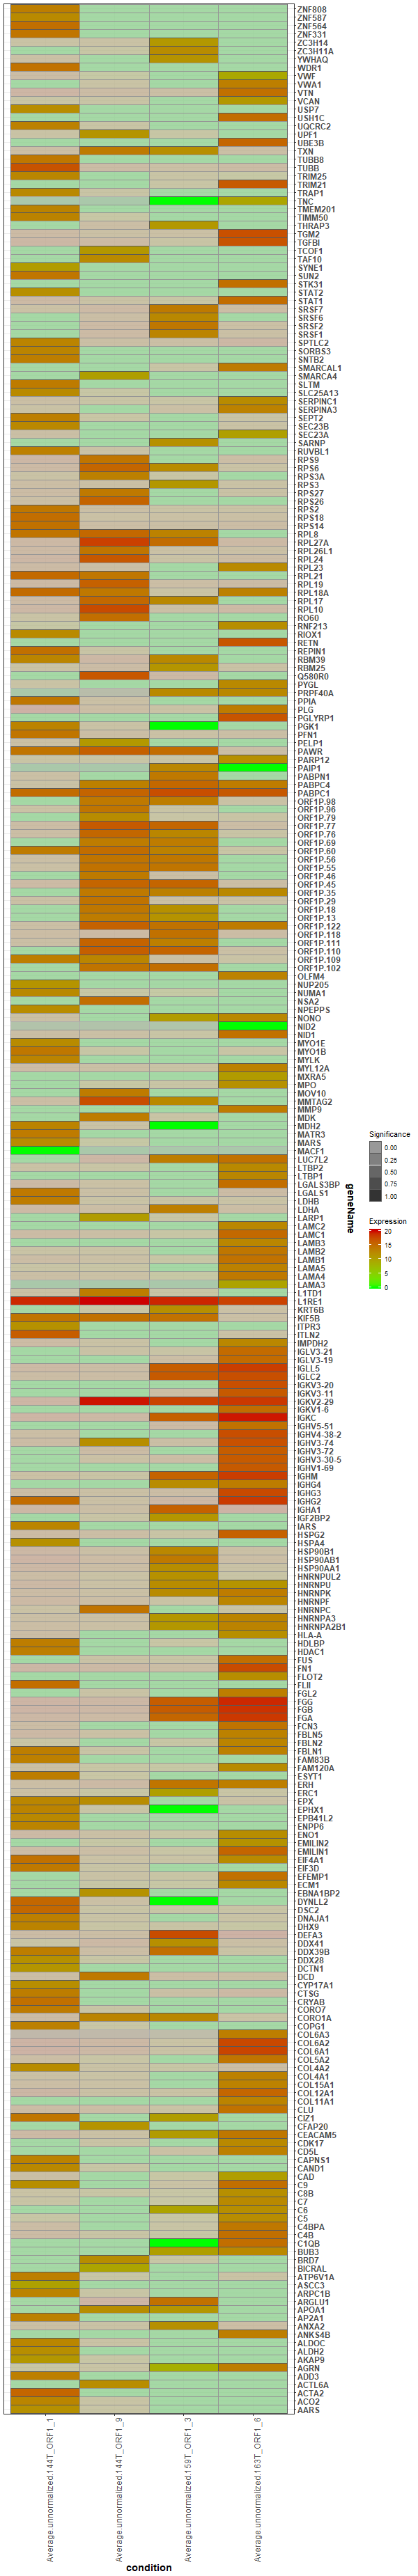 ZNF808
ZNF587
ZNF564
ZNF331
ZC3H14
ZC3H11A
YWHAQ
WDR1
VWF
VWA1
VTN
VCAN
USP7
USH1C
UQCRC2
UPF1
UBE3B
TXN
TUBB8
TUBB
TRIM25
TRIM21
TRAP1
TNC
TMEM201
TIMM50
THRAP3
TGM2
TGFBI
TCOF1
TAF10
SYNE1
SUN2
STK31
STAT2
STAT1
SRSF7
SRSF6
SRSF2
SRSF1
SPTLC2
SORBS3
SNTB2
SMARCAL1
SMARCA4
SLTM
SLC25A13
SERPINC1
SERPINA3
SEPT2
SEC23B
SEC23A
SARNP
RUVBL1
RPS9
RPS6
RPS3A
RPS3
RPS27
RPS26
RPS2
RPS18
RPS14
RPL8
RPL27A
RPL26L1
RPL24
RPL23
RPL21
RPL19
RPL18A
RPL17
RPL10
RO60
RNF213
RIOX1
RETN
REPIN1
RBM39
RBM25
Q580R0
PYGL
PRPF40A
PPIA
PLG
PGLYRP1
PGK1
PFN1
PELP1
PAWR
PARP12
PAIP1
PABPN1
PABPC4
PABPC1
ORF1P.98
ORF1P.96
ORF1P.79
ORF1P.77
ORF1P.76
ORF1P.69
ORF1P.60
ORF1P.56
ORF1P.55
ORF1P.46
ORF1P.45
ORF1P.35
ORF1P.29
ORF1P.18
ORF1P.13
ORF1P.122
ORF1P.118
ORF1P.111
ORF1P.110
ORF1P.109
ORF1P.102
OLFM4
NUP205
NUMA1
NSA2
NPEPPS
NONO
NID2
NID1
MYO1E
MYO1B
MYLK
MYL12A
MXRA5
MPO
MOV10
MMTAG2
MMP9
MDK
MDH2
MATR3
MARS
MACF1
LUC7L2
LTBP2
LTBP1
LGALS3BP
LGALS1
LDHB
LDHA
LARP1
LAMC2
LAMC1
LAMB3
LAMB2
LAMB1
LAMA5
LAMA4
LAMA3
L1TD1
L1RE1
KRT6B
KIF5B
ITPR3
ITLN2
IMPDH2
IGLV3-21
IGLV3-19
IGLL5
IGLC2
IGKV3-20
IGKV3-11
IGKV2-29
IGKV1-6
IGKC
IGHV5-51
IGHV4-38-2
IGHV3-74
IGHV3-72
IGHV3-30-5
IGHV1-69
IGHM
IGHG4
IGHG3
IGHG2
IGHA1
IGF2BP2
IARS
HSPG2
HSPA4
HSP90B1
HSP90AB1
HSP90AA1
HNRNPUL2
HNRNPU
HNRNPK
HNRNPF
HNRNPC
HNRNPA3
HNRNPA2B1
HLA-A
HDLBP
HDAC1
FUS
FN1
FLOT2
FLII
FGL2
FGG
FGB
FGA
FCN3
FBLN5
FBLN2
FBLN1
FAM83B
FAM120A
ESYT1
ERH
ERC1
EPX
EPHX1
EPB41L2
ENPP6
ENO1
EMILIN2
EMILIN1
EIF4A1
EIF3D
EFEMP1
ECM1
EBNA1BP2
DYNLL2
DSC2
DNAJA1
DHX9
DEFA3
DDX41
DDX39B
DDX28
DCTN1
DCD
CYP17A1
CTSG
CRYAB
CORO7
CORO1A
COPG1
COL6A3
COL6A2
COL6A1
COL5A2
COL4A2
COL4A1
COL15A1
COL12A1
COL11A1
CLU
CIZ1
CFAP20
CEACAM5
CDK17
CD5L
CAPNS1
CAND1
CAD
C9
C8B
C7
C6
C5
C4BPA
C4B
C1QB
BUB3
BRD7
BICRAL
ATP6V1A
ASCC3
ARPC1B
ARGLU1
APOA1
AP2A1
ANXA2
ANKS4B
ALDOC
ALDH2
AKAP9
AGRN
ADD3
ACTL6A
ACTA2
ACO2
AARS
geneName
Significance
0.00
0.25
0.50
0.75
1.00
Expression
20
15
10
5
0
Average.unnormalized.144T_ORF1_1
Average.unnormalized.144T_ORF1_9
Average.unnormalized.159T_ORF1_3
Average.unnormalized.163T_ORF1_6
condition